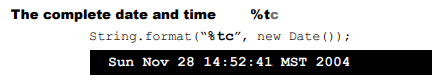 The complete date and time %tc
String.format(“%tc”, new Date());
Sun Nov 28 14:52:41 MST 2004